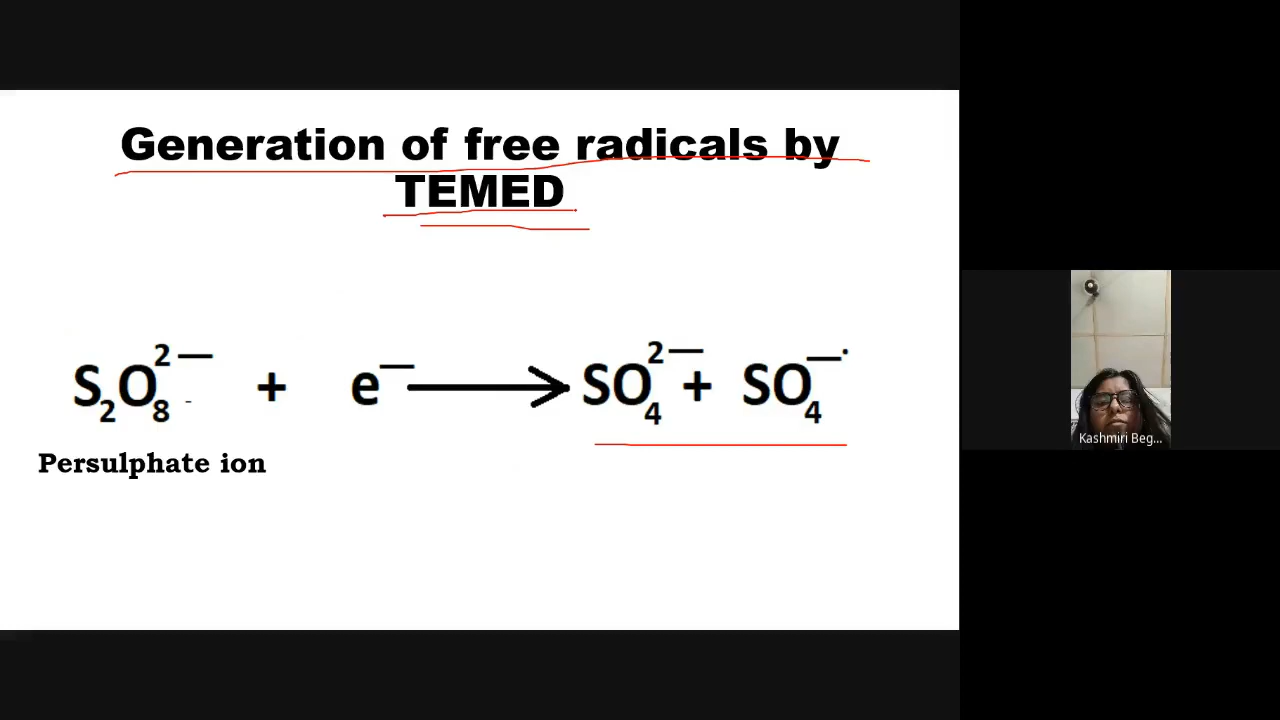 Generation of free radicals by
TEMED
S₂O₈²⁻ + e⁻ ⟶ SO₄²⁻ + SO₄⁻˙
Persulphate ion
Kashmiri Beg...